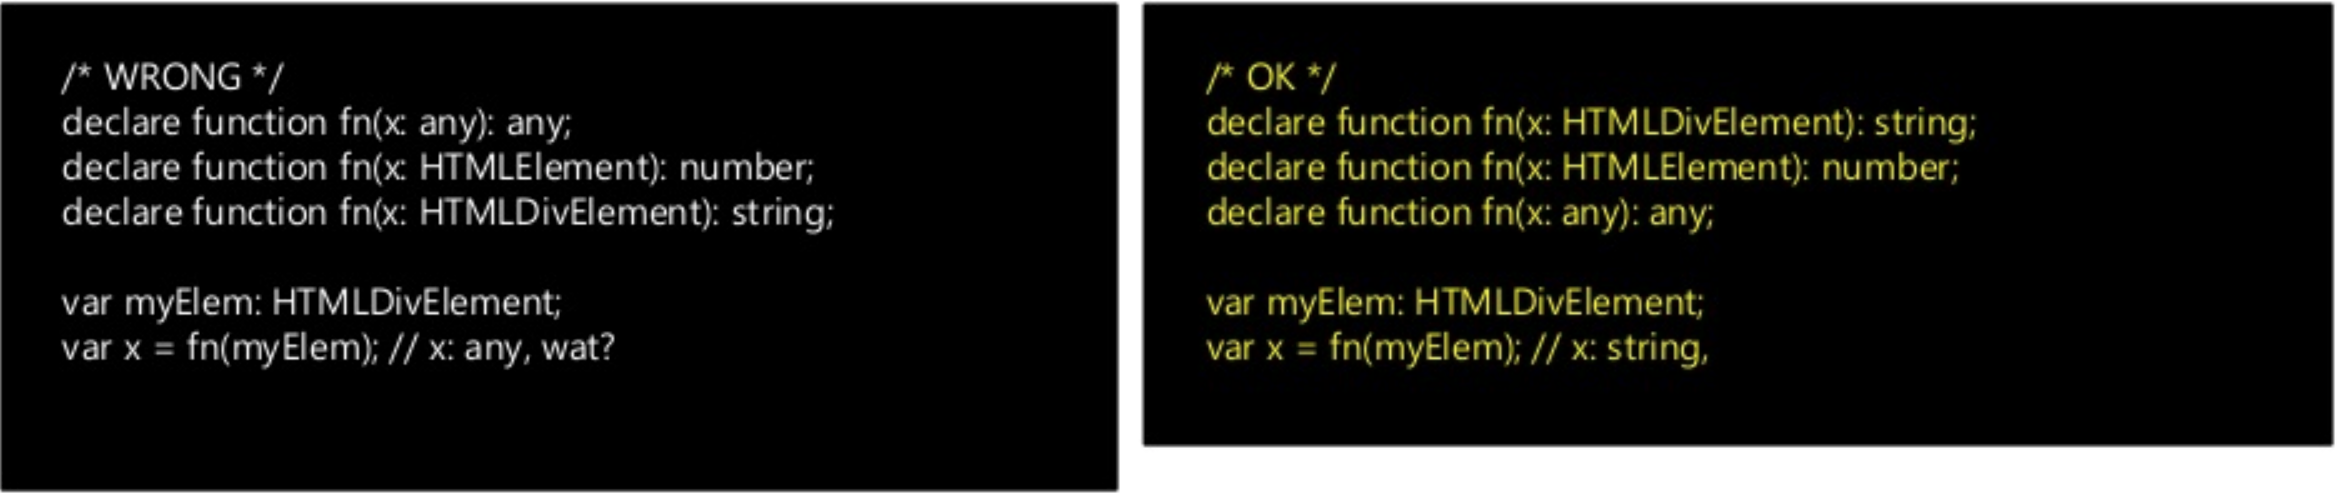 /* WRONG */
declare function fn(x: any): any;
declare function fn(x: HTMLElement): number;
declare function fn(x: HTMLDivElement): string;
var myElem: HTMLDivElement;
var x = fn(myElem); // x: any, wat?
/* OK */
declare function fn(x: HTMLDivElement): string;
declare function fn(x: HTMLElement): number;
declare function fn(x: any): any;
var myElem: HTMLDivElement;
var x = fn(myElem); // x: string,